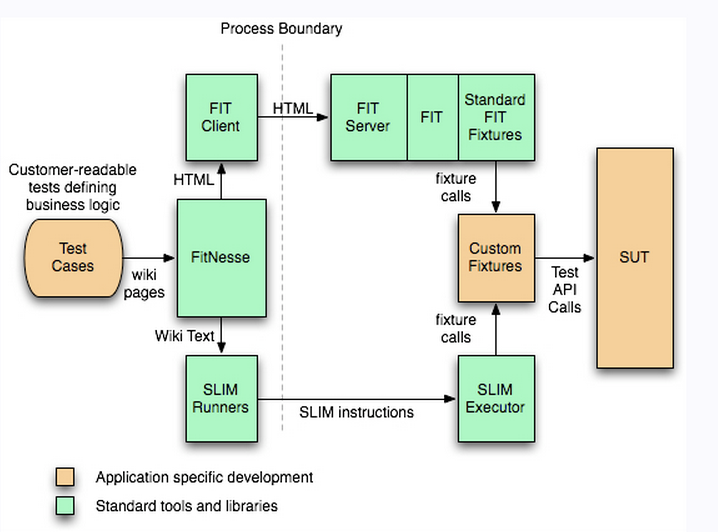 Process Boundary
FIT
Client
HTML
FIT
Server
FIT
Standard
FIT
Fixtures
Customer-readable
tests defining
business logic
HTML
fixture
calls
Test
Cases
wiki
pages
FitNesse
Custom
Fixtures
Test
API
Calls
SUT
Wiki Text
fixture
calls
SLIM
Runners
SLIM instructions
SLIM
Executor
Application specific development
Standard tools and libraries